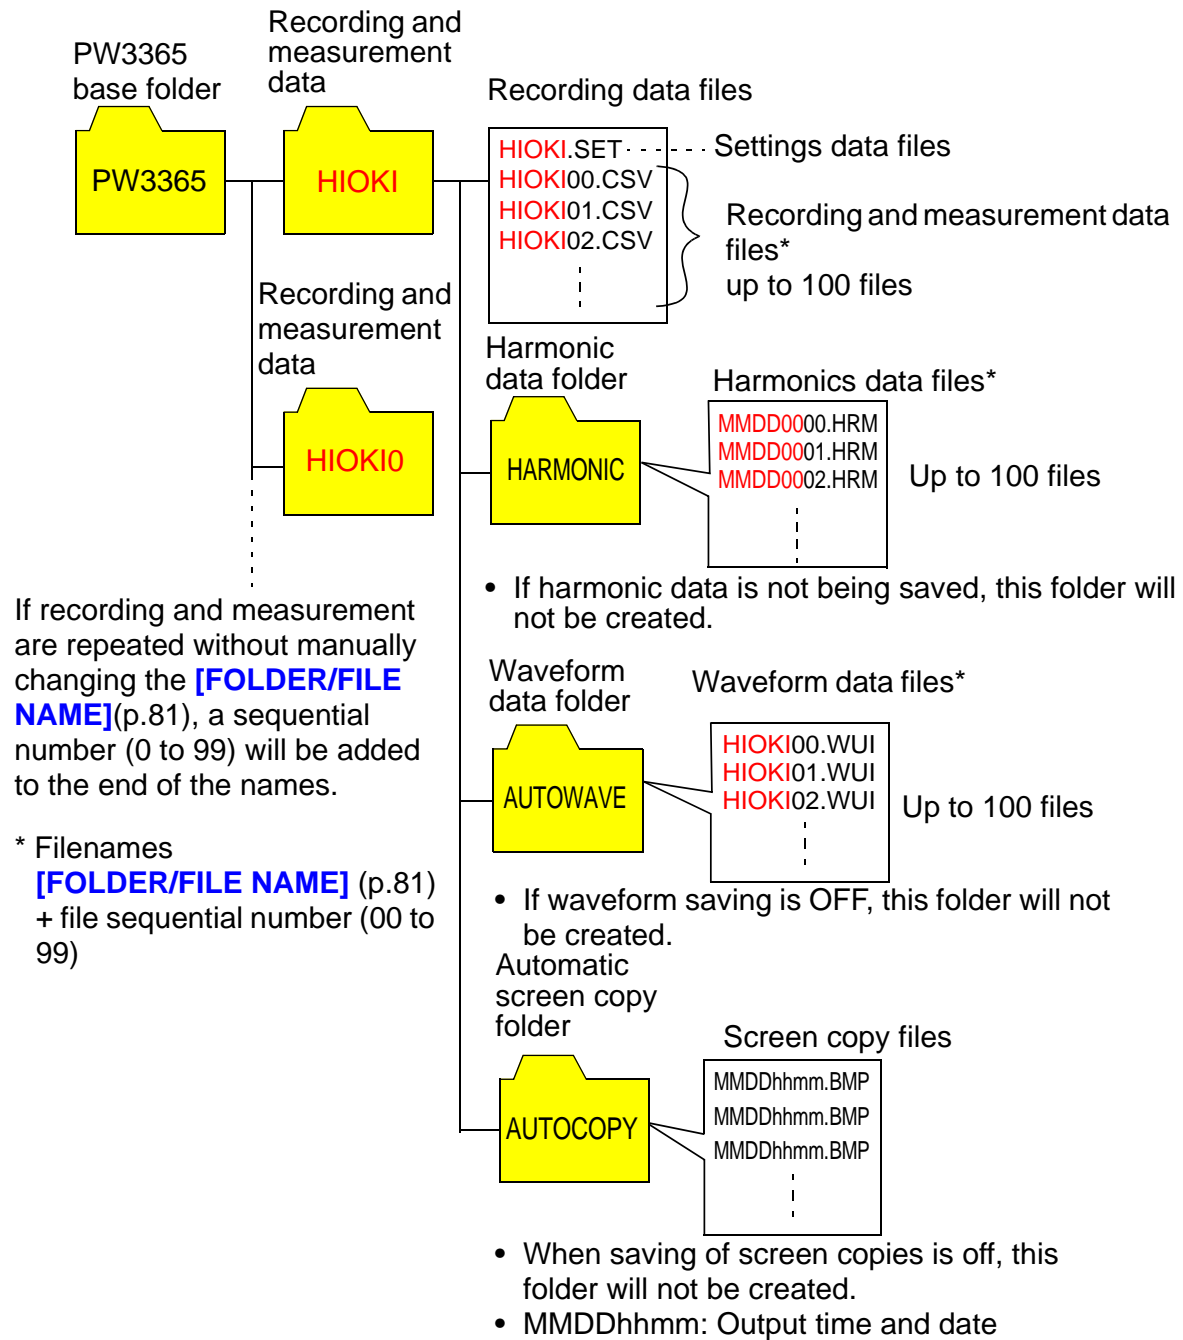 PW3365
base folder
PW3365
Recording and
measurement
data
HIOKI
Recording data files
HIOKI.SET
HIOKI00.CSV
HIOKI01.CSV
HIOKI02.CSV
Settings data files
Recording and measurement data
files*
up to 100 files
Recording and
measurement
data
HIOKI0
If recording and measurement
are repeated without manually
changing the [FOLDER/FILE
NAME](p.81), a sequential
number (0 to 99) will be added
to the end of the names.
* Filenames
[FOLDER/FILE NAME] (p.81)
+ file sequential number (00 to
99)
Harmonic
data folder
HARMONIC
Harmonics data files*
MMDD0000.HRM
MMDD0001.HRM
MMDD0002.HRM
Up to 100 files
• If harmonic data is not being saved, this folder will
not be created.
Waveform
data folder
AUTOWAVE
Waveform data files*
HIOKI00.WUI
HIOKI01.WUI
HIOKI02.WUI
Up to 100 files
• If waveform saving is OFF, this folder will not
be created.
Automatic
screen copy
folder
AUTOCOPY
Screen copy files
MMDDhhmm.BMP
MMDDhhmm.BMP
MMDDhhmm.BMP
• When saving of screen copies is off, this
folder will not be created.
• MMDDhhmm: Output time and date